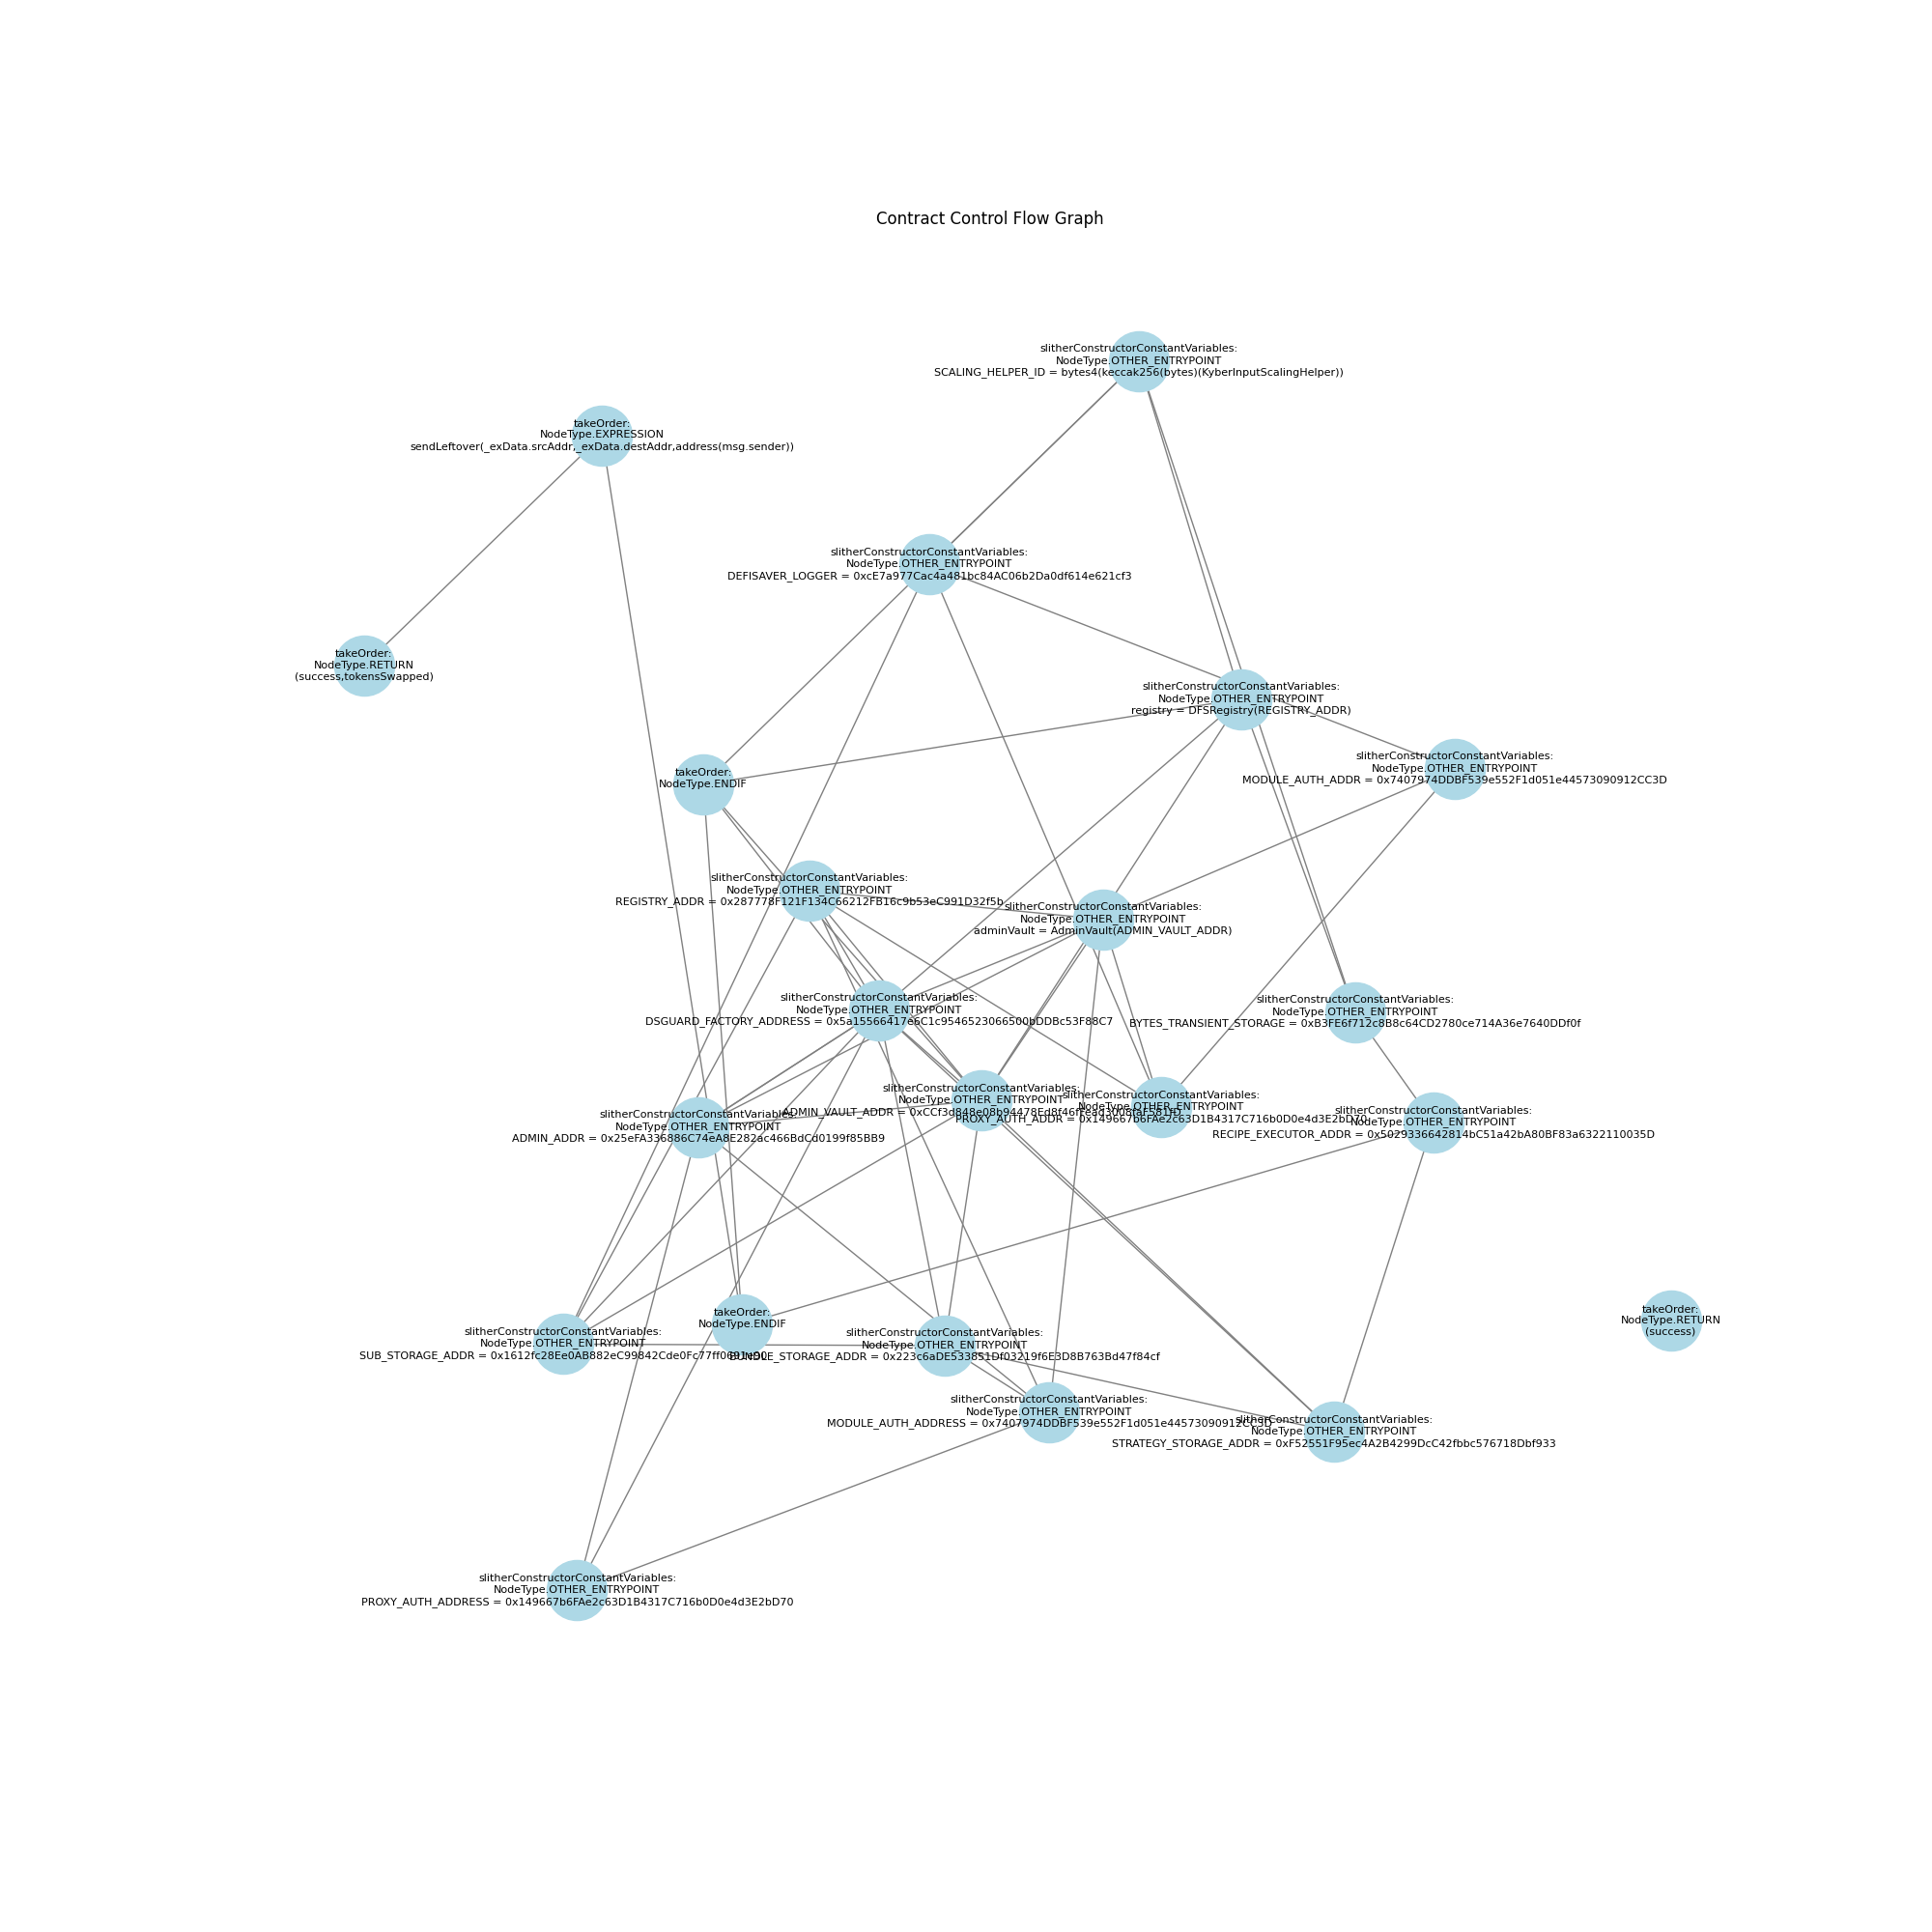 Contract Control Flow Graph
slitherConstructorConstantVariables:
NodeType.OTHER_ENTRYPOINT
SCALING_HELPER_ID = bytes4(keccak256(bytes)(KyberInputScalingHelper))
takeOrder:
NodeType.EXPRESSION
sendLeftover(_exData.srcAddr,_exData.destAddr,address(msg.sender))
slitherConstructorConstantVariables:
NodeType.OTHER_ENTRYPOINT
DEFISAVER_LOGGER = 0xcE7a977Cac4a481bc84AC06b2Da0df614e621cf3
takeOrder:
NodeType.RETURN
(success,tokensSwapped)
slitherConstructorConstantVariables:
NodeType.OTHER_ENTRYPOINT
registry = DFSRegistry(REGISTRY_ADDR)
slitherConstructorConstantVariables:
NodeType.OTHER_ENTRYPOINT
MODULE_AUTH_ADDR = 0x7407974DDBF539e552F1d051e44573090912CC3D
takeOrder:
NodeType.ENDIF
slitherConstructorConstantVariables:
NodeType.OTHER_ENTRYPOINT
REGISTRY_ADDR = 0x287778F121F134C66212FB16c9b53eC991D32f5b
slitherConstructorConstantVariables:
NodeType.OTHER_ENTRYPOINT
adminVault = AdminVault(ADMIN_VAULT_ADDR)
slitherConstructorConstantVariables:
NodeType.OTHER_ENTRYPOINT
DSGUARD_FACTORY_ADDRESS = 0x5a15566417e6C1c9546523066500bDDBc53F88C7
slitherConstructorConstantVariables:
NodeType.OTHER_ENTRYPOINT
BYTES_TRANSIENT_STORAGE = 0xB3FE6f712c8B8c64CD2780ce714A36e7640DDf0f
slitherConstructorConstantVariables:
NodeType.OTHER_ENTRYPOINT
ADMIN_VAULT_ADDR =
slitherConstructorConstantVariables:
NodeType.OTHER_ENTRYPOINT
PROXY_AUTH_ADDR = 0x149667b6FAe2c63D1B4317C716b0D0e4d3E2bD70
slitherConstructorConstantVariables:
NodeType.OTHER_ENTRYPOINT
ADMIN_ADDR = 0x25eFA336886C74eA8E282ac466BdCd0199f85BB9
slitherConstructorConstantVariables:
NodeType.OTHER_ENTRYPOINT
RECIPE_EXECUTOR_ADDR = 0x5029336642814bC51a42bA80BF83a6322110035D
takeOrder:
NodeType.ENDIF
takeOrder:
NodeType.RETURN
(success)
slitherConstructorConstantVariables:
NodeType.OTHER_ENTRYPOINT
SUB_STORAGE_ADDR =
slitherConstructorConstantVariables:
NodeType.OTHER_ENTRYPOINT
BUNDLE_STORAGE_ADDR = 0x223c6aDE533851Df03219f6E3D8B763Bd47f84cf
slitherConstructorConstantVariables:
NodeType.OTHER_ENTRYPOINT
MODULE_AUTH_ADDRESS = 0x7407974DDBF539e552F1d051e44573090912CC3D
slitherConstructorConstantVariables:
NodeType.OTHER_ENTRYPOINT
STRATEGY_STORAGE_ADDR = 0xF52551F95ec4A2B4299DcC42fbbc576718Dbf933
slitherConstructorConstantVariables:
NodeType.OTHER_ENTRYPOINT
PROXY_AUTH_ADDRESS = 0x149667b6FAe2c63D1B4317C716b0D0e4d3E2bD70